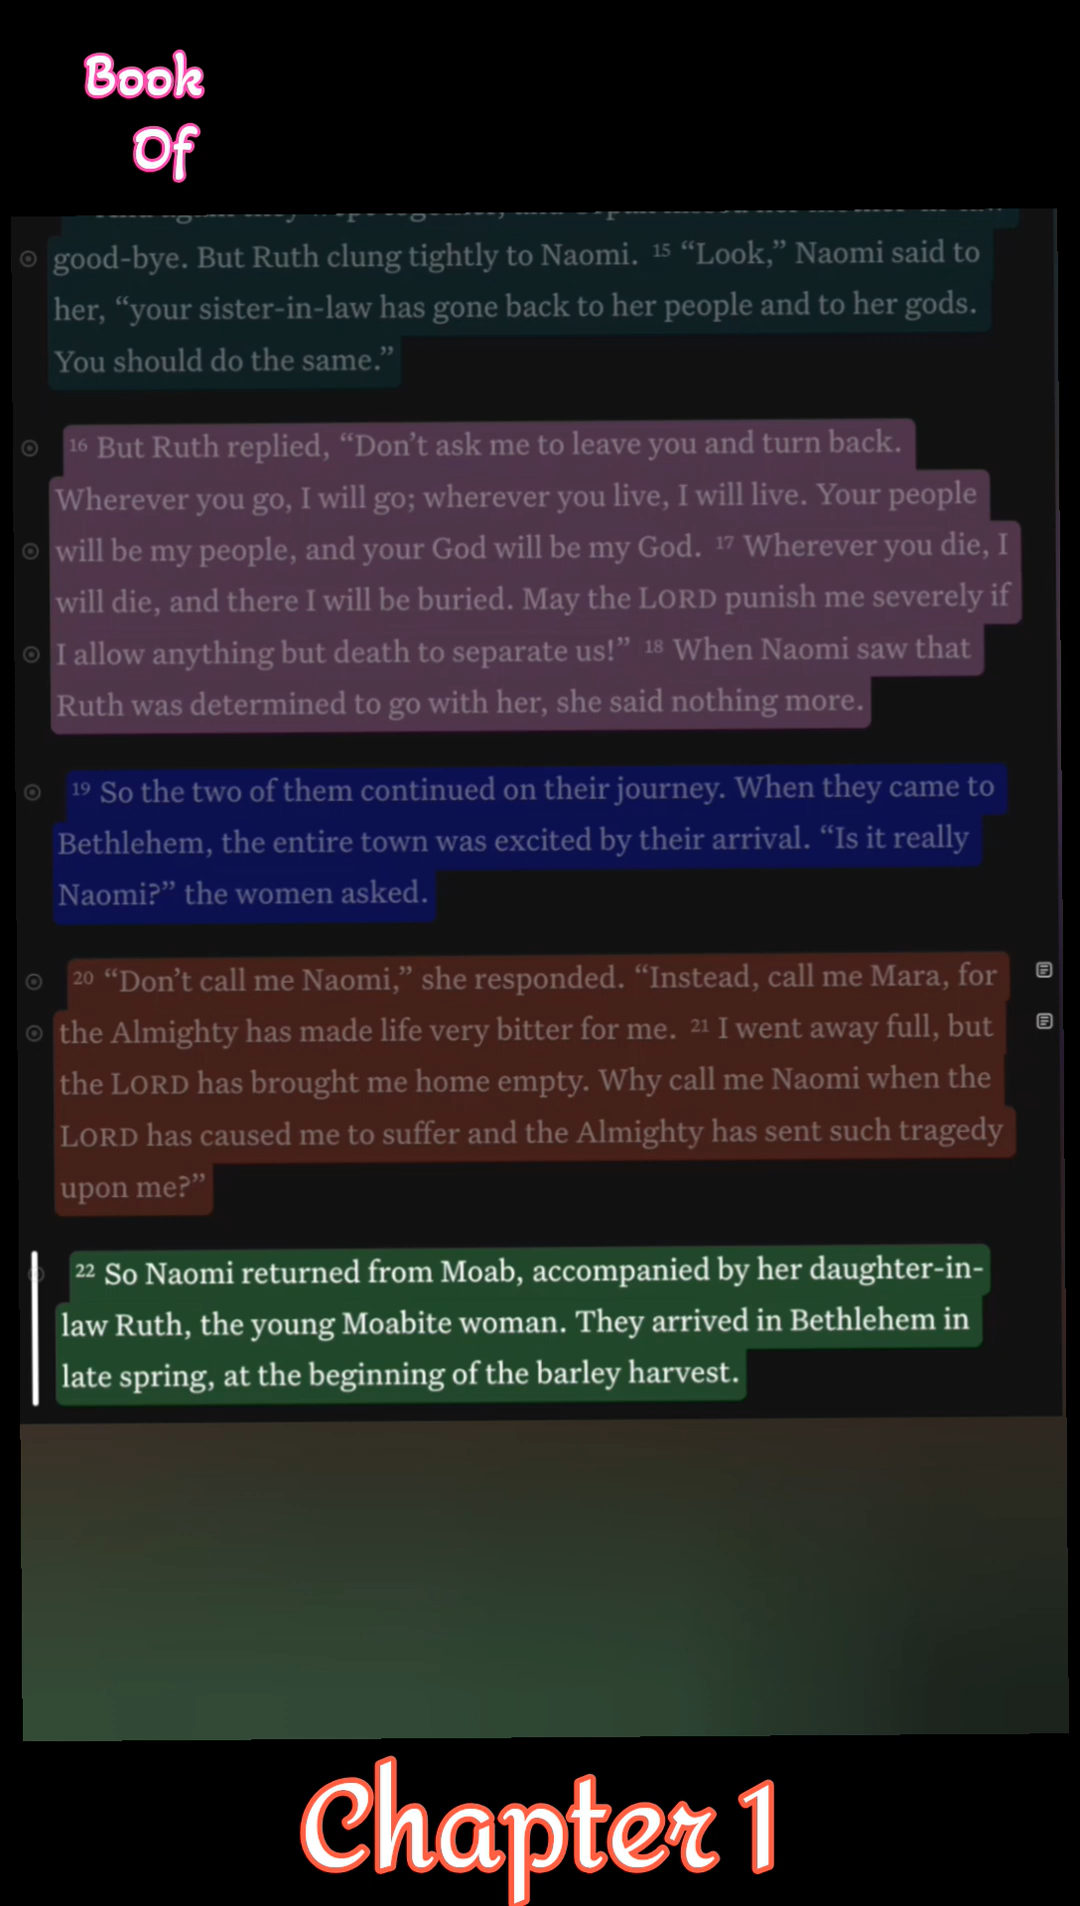 Book
Of
good-bye. But Ruth clung tightly to Naomi. 15 “Look,” Naomi said to
her, “your sister-in-law has gone back to her people and to her gods.
You should do the same.”
16 But Ruth replied, “Don’t ask me to leave you and turn back.
Wherever you go, I will go; wherever you live, I will live. Your people
will be my people, and your God will be my God. 17 Wherever you die, I
will die, and there I will be buried. May the LORD punish me severely if
I allow anything but death to separate us!” 18 When Naomi saw that
Ruth was determined to go with her, she said nothing more.
19 So the two of them continued on their journey. When they came to
Bethlehem, the entire town was excited by their arrival. “Is it really
Naomi?” the women asked.
20 “Don’t call me Naomi,” she responded. “Instead, call me Mara, for
the Almighty has made life very bitter for me. 21 I went away full, but
the LORD has brought me home empty. Why call me Naomi when the
LORD has caused me to suffer and the Almighty has sent such tragedy
upon me?”
22 So Naomi returned from Moab, accompanied by her daughter-in-
law Ruth, the young Moabite woman. They arrived in Bethlehem in
late spring, at the beginning of the barley harvest.
Chapter 1